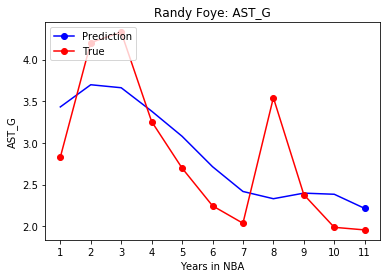 Randy Foye: AST_G
Prediction
True
4.0
3.5
3.0
2.5
2.0
AST_G
1 2 3 4 5 6 7 8 9 10 11
Years in NBA